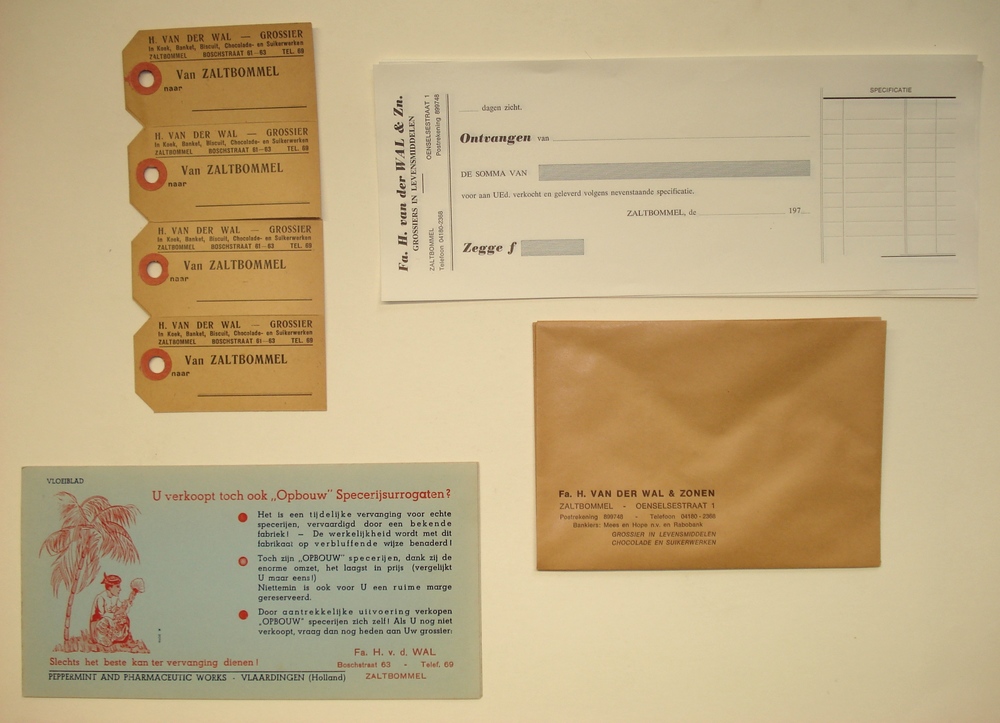 H. VAN DER WAL — GROSSIER
In Koek, Banket, Biscuit, Chocolade- en Suikerwerken
ZALTBOMMEL BOSCHSTRAAT 61-63 TEL. 69
Van ZALTBOMMEL
naar
H. VAN DER WAL — GROSSIER
In Koek, Banket, Biscuit, Chocolade- en Suikerwerken
ZALTBOMMEL BOSCHSTRAAT 61-63 TEL. 69
Van ZALTBOMMEL
naar
H. VAN DER WAL — GROSSIER
In Koek, Banket, Biscuit, Chocolade- en Suikerwerken
ZALTBOMMEL BOSCHSTRAAT 61-63 TEL. 69
Van ZALTBOMMEL
naar
H. VAN DER WAL — GROSSIER
In Koek, Banket, Biscuit, Chocolade- en Suikerwerken
ZALTBOMMEL BOSCHSTRAAT 61-63 TEL. 69
Van ZALTBOMMEL
naar
Fa. H. van der WAL & Zn.
GROSSIERS IN LEVENSMIDDELEN
ZALTBOMMEL OENSELSESTRAAT 1
Telefoon 04180-2368 Postrekening 899748
dagen zicht.
Ontvangen van
DE SOMMA VAN
voor aan UEd. verkocht en geleverd volgens nevenstaande specificatie.
ZALTBOMMEL, de 197
Zegge ƒ
SPECIFICATIE
Fa. H. VAN DER WAL & ZONEN
ZALTBOMMEL - OENSELSESTRAAT 1
Postrekening 899748 - Telefoon 04180-2368
Bankiers: Mees en Hope n.v. en Rabobank
GROSSIER IN LEVENSMIDDELEN
CHOCOLADE EN SUIKERWERKEN
VLOEIBLAD
U verkoopt toch ook „Opbouw" Specerijsurrogaten?
Het is een tijdelijke vervanging voor echte
specerijen, vervaardigd door een bekende
fabriek! — De werkelijkheid wordt met dit
fabrikaat op verbluffende wijze benaderd!
Toch zijn „OPBOUW" specerijen, dank zij de
enorme omzet, het laagst in prijs (vergelijkt
U maar eens!)
Niettemin is ook voor U een ruime marge
gereserveerd.
Door aantrekkelijke uitvoering verkopen
„OPBOUW" specerijen zich zelf! Als U nog niet
verkoopt, vraag dan nog heden aan Uw grossier:
Slechts het beste kan ter vervanging dienen!
Fa. H. v. d. WAL
Boschstraat 63 - Telef. 69
ZALTBOMMEL
PEPPERMINT AND PHARMACEUTIC WORKS - VLAARDINGEN (Holland)